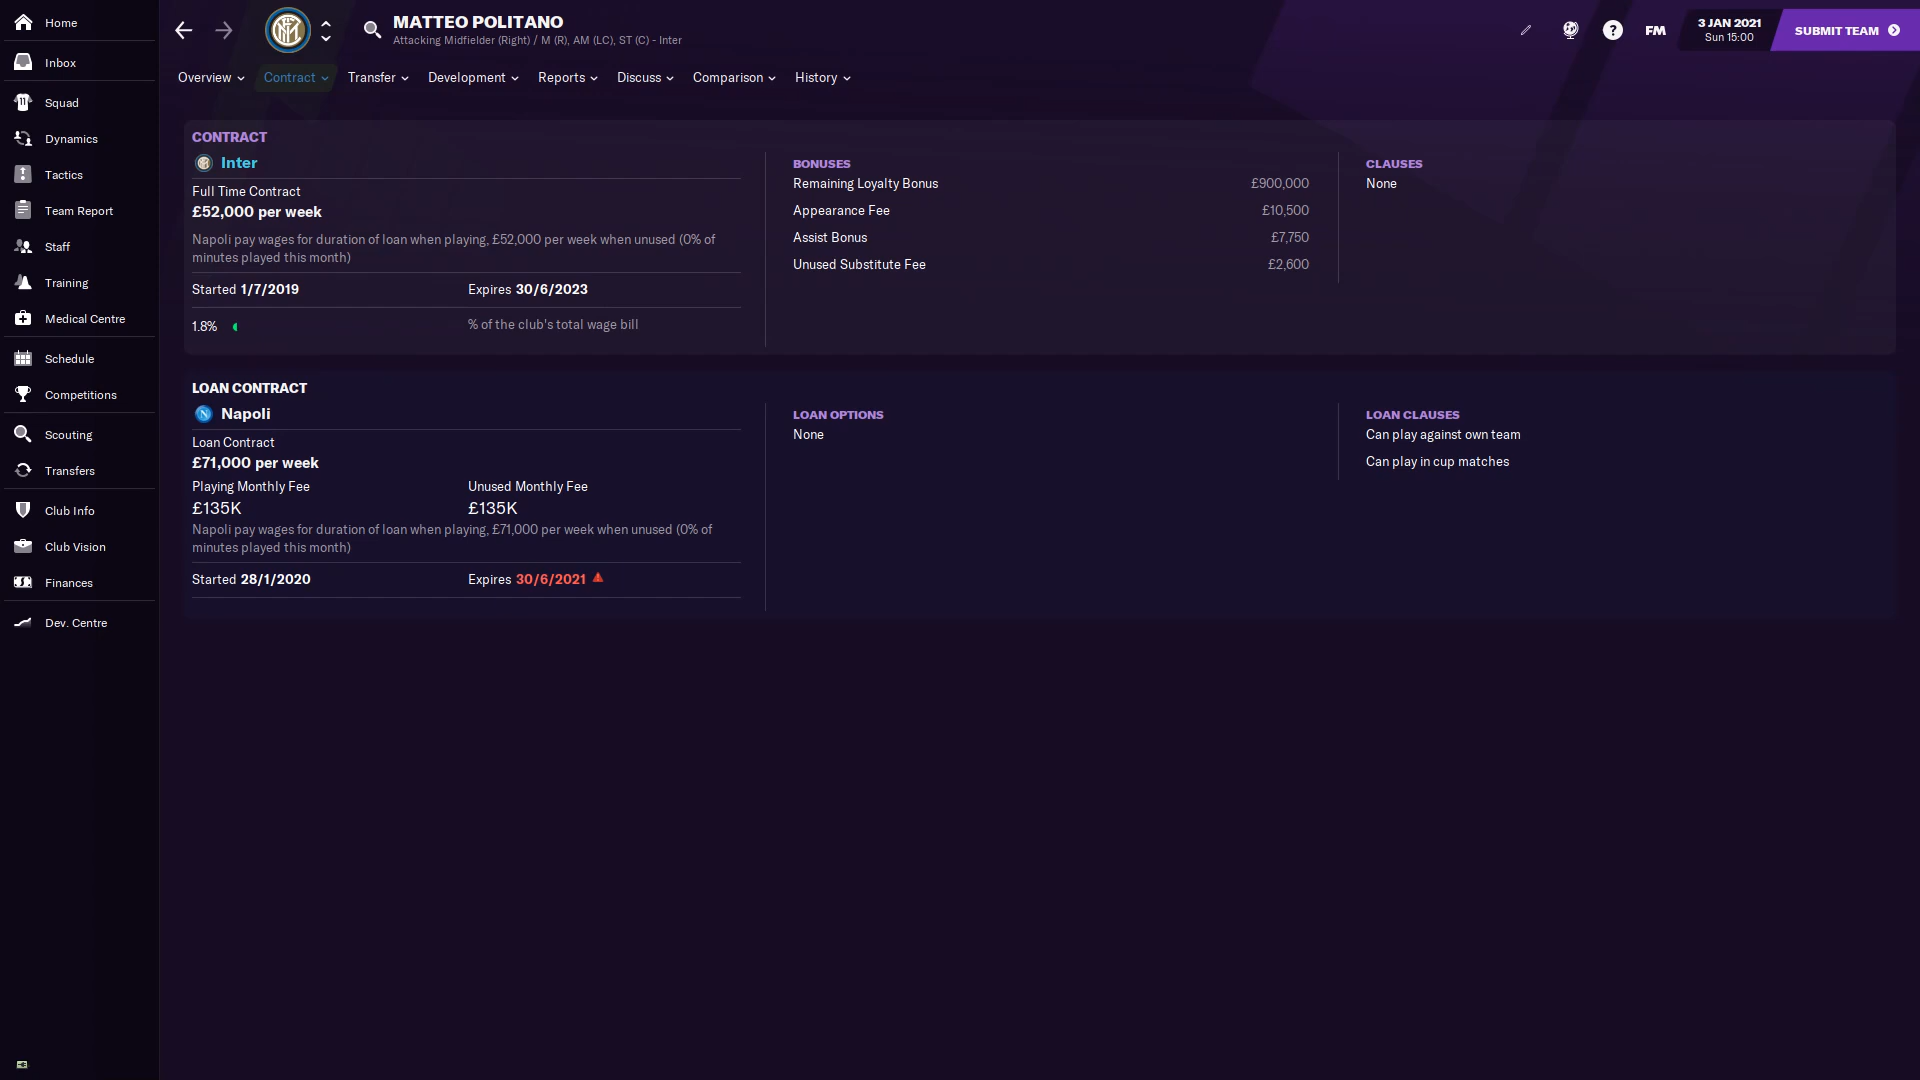 Home
Inbox
Squad
Dynamics
Tactics
Team Report
Staff
Training
Medical Centre
Schedule
Competitions
Scouting
Transfers
Club Info
Club Vision
Finances
Dev. Centre
MATTEO POLITANO
Attacking Midfielder (Right) / M (R), AM (LC), ST (C) - Inter
?
FM
3 JAN 2021
Sun 15:00
SUBMIT TEAM
Overview Contract Transfer Development Reports Discuss Comparison History
CONTRACT
Inter
Full Time Contract
£52,000 per week
Napoli pay wages for duration of loan when playing, £52,000 per week when unused (0% of
minutes played this month)
Started 1/7/2019 Expires 30/6/2023
1.8% % of the club's total wage bill
BONUSES
Remaining Loyalty Bonus £900,000
Appearance Fee £10,500
Assist Bonus £7,750
Unused Substitute Fee £2,600
CLAUSES
None
LOAN CONTRACT
N Napoli
Loan Contract
£71,000 per week
Playing Monthly Fee Unused Monthly Fee
£135K £135K
Napoli pay wages for duration of loan when playing, £71,000 per week when unused (0% of
minutes played this month)
Started 28/1/2020 Expires 30/6/2021
LOAN OPTIONS
None
LOAN CLAUSES
Can play against own team
Can play in cup matches